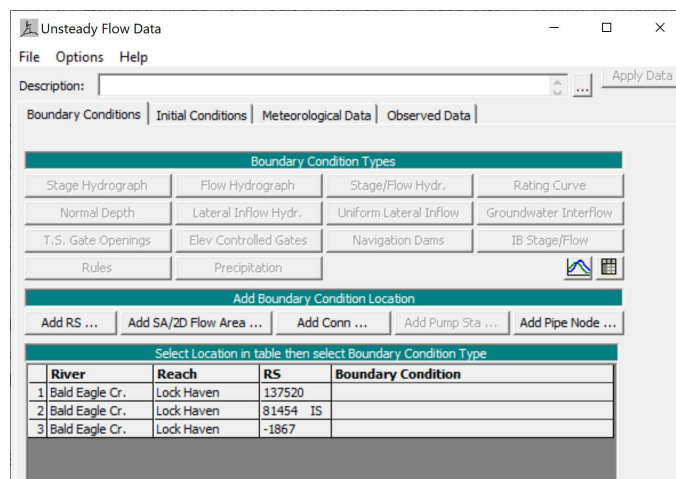 Unsteady Flow Data
File Options Help
Description: ... Apply Data
Boundary Conditions Initial Conditions Meteorological Data Observed Data
Boundary Condition Types
Stage Hydrograph Flow Hydrograph Stage/Flow Hydr. Rating Curve
Normal Depth Lateral Inflow Hydr. Uniform Lateral Inflow Groundwater Interflow
T.S. Gate Openings Elev Controlled Gates Navigation Dams IB Stage/Flow
Rules Precipitation
Add Boundary Condition Location
Add RS ... Add SA/2D Flow Area ... Add Conn ... Add Pump Sta ... Add Pipe Node ...
Select Location in table then select Boundary Condition Type
River Reach RS Boundary Condition
1 Bald Eagle Cr. Lock Haven 137520
2 Bald Eagle Cr. Lock Haven 81454 IS
3 Bald Eagle Cr. Lock Haven -1867